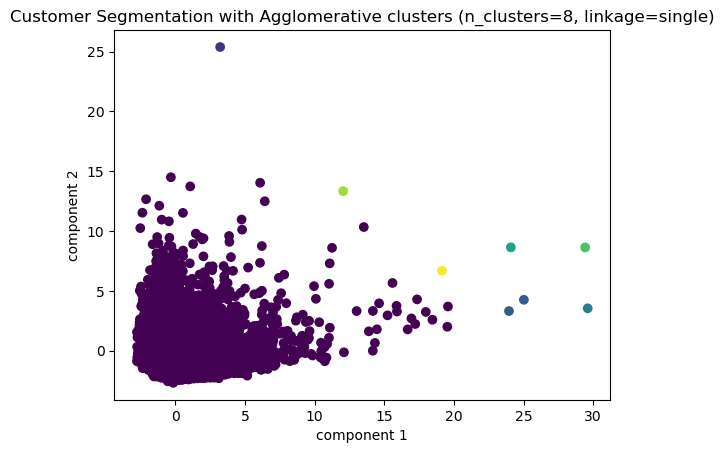 Customer Segmentation with Agglomerative clusters (n_clusters=8, linkage=single)
25
20
15
10
5
0
component 2
0 5 10 15 20 25 30
component 1